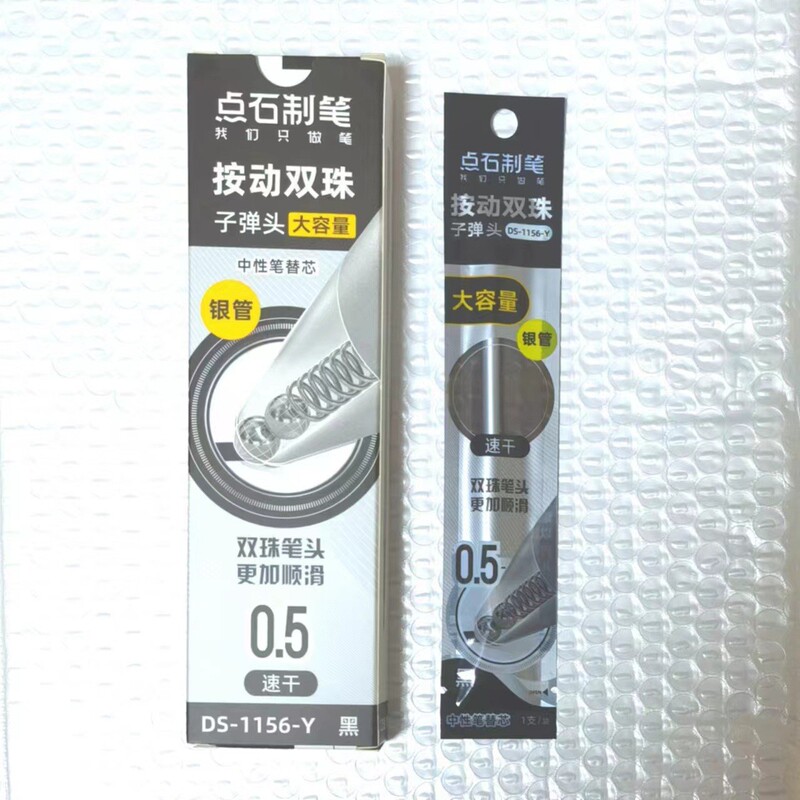 点石制笔
我们只做笔
按动双珠
子弹头 大容量
中性笔替芯
银管
双珠笔头
更加顺滑
0.5
速干
DS-1156-Y 黑
点石制笔
我们只做笔
按动双珠
子弹头 DS-1156-Y
大容量
银管
速干
双珠笔头
更加顺滑
0.5
黑
中性笔替芯 1支/袋